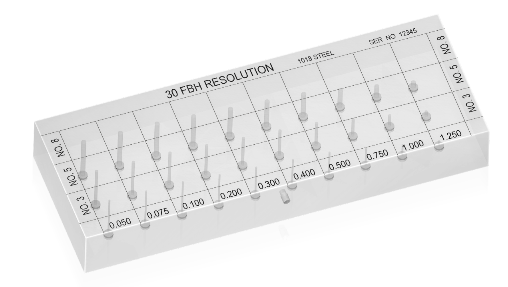 30 FBH RESOLUTION
1018 STEEL
SER. NO. 12345
NO. 8
NO. 5
NO. 3
NO. 8
NO. 5
NO. 3
0.050 0.075 0.100 0.200 0.300 0.400 0.500 0.750 1.000 1.250